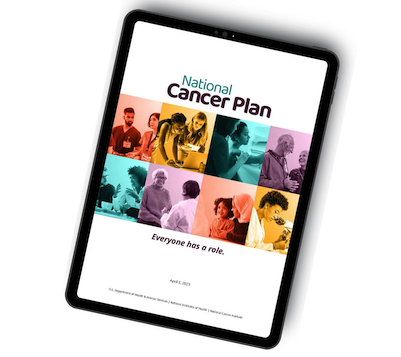 National
Cancer Plan
Everyone has a role.
April 3, 2023
U.S. Department of Health & Human Services | National Institutes of Health | National Cancer Institute